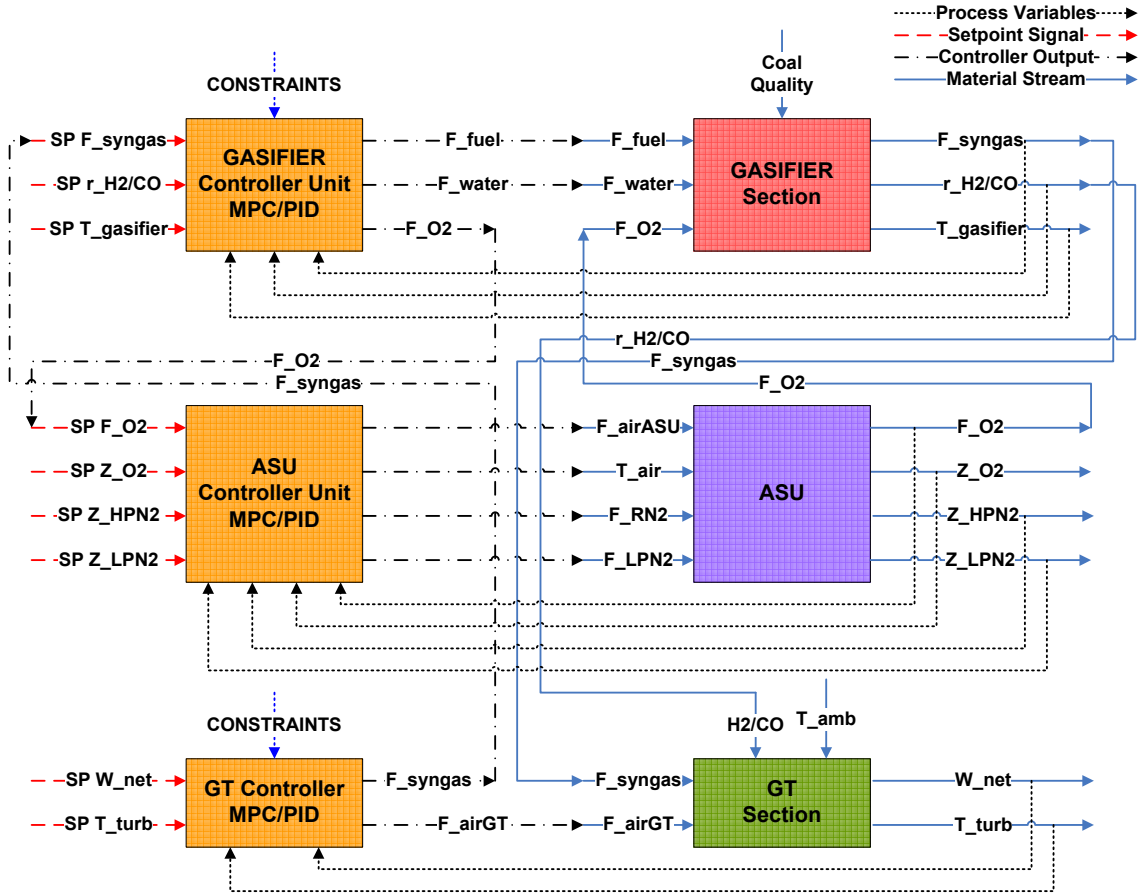 Process Variables
Setpoint Signal
Controller Output
Material Stream
CONSTRAINTS
Coal
Quality
SP F_syngas
SP r_H2/CO
SP T_gasifier
GASIFIER
Controller Unit
MPC/PID
F_fuel
F_water
F_O2
F_fuel
F_water
F_O2
GASIFIER
Section
F_syngas
r_H2/CO
T_gasifier
r_H2/CO
F_O2
F_syngas
F_syngas
F_O2
SP F_O2
SP Z_O2
SP Z_HPN2
SP Z_LPN2
ASU
Controller Unit
MPC/PID
F_airASU
T_air
F_RN2
F_LPN2
ASU
F_O2
Z_O2
Z_HPN2
Z_LPN2
CONSTRAINTS
H2/CO
T_amb
SP W_net
SP T_turb
GT Controller
MPC/PID
F_syngas
F_airGT
F_syngas
F_airGT
GT
Section
W_net
T_turb